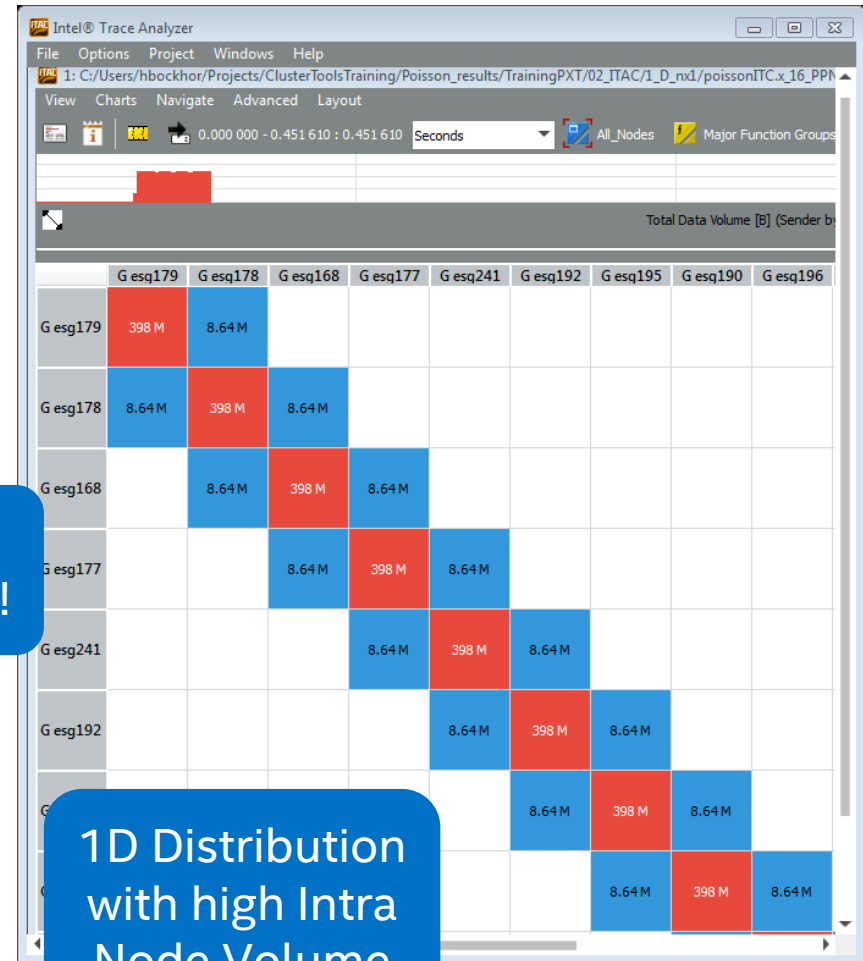 Intel® Trace Analyzer
File Options Project Windows Help
1: C:/Users/hbockhor/Projects/ClusterToolsTraining/Poisson_results/TrainingPXT/02_ITAC/1_D_nx1/poissonITC.x_16_PPN
View Charts Navigate Advanced Layout
0.000 000 - 0.451 610 : 0.451 610 Seconds All_Nodes Major Function Groups
Total Data Volume [B] (Sender by
G esg179 G esg178 G esg168 G esg177 G esg241 G esg192 G esg195 G esg190 G esg196
G esg179 398 M 8.64 M
G esg178 8.64 M 398 M 8.64 M
G esg168 8.64 M 398 M 8.64 M
G esg177 8.64 M 398 M 8.64 M
!
G esg241 8.64 M 398 M 8.64 M
G esg192 8.64 M 398 M 8.64 M
8.64 M 398 M 8.64 M
8.64 M 398 M 8.64 M
1D Distribution
with high Intra
Node Volume